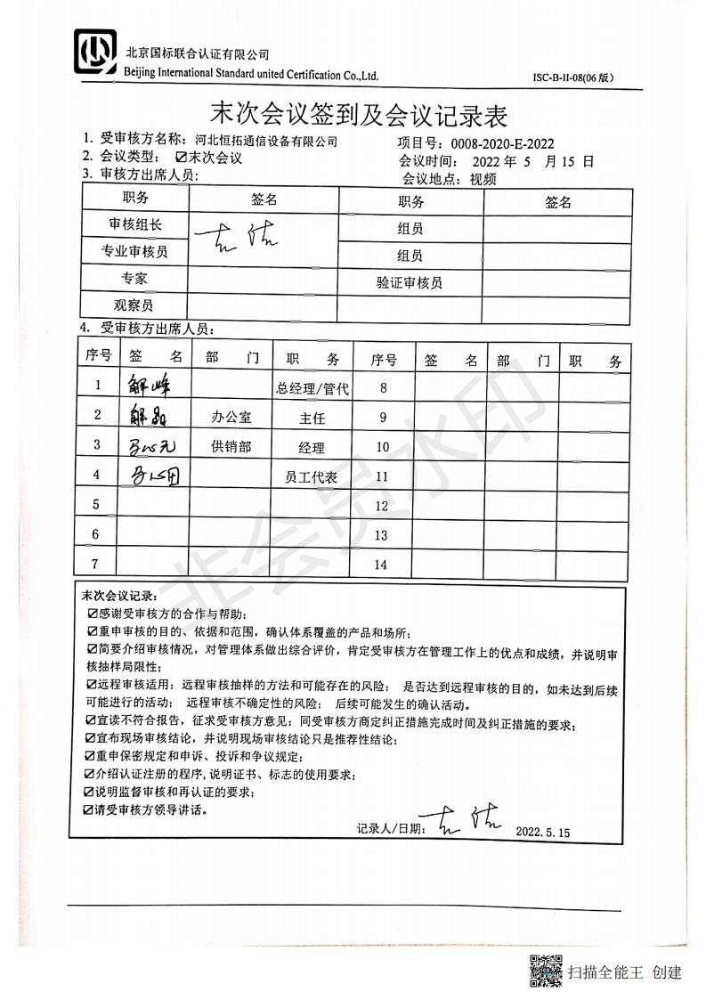 北京国标联合认证有限公司
Beijing International Standard united Certification Co.,Ltd.
ISC-B-II-08(06版)
末次会议签到及会议记录表
1. 受审核方名称: 河北恒拓通信设备有限公司 项目号: 0008-2020-E-2022
2. 会议类型: ☑末次会议 会议时间: 2022 年 5 月 15 日
3. 审核方出席人员: 会议地点: 视频
职务 签名 职务 签名
审核组长 组员
专业审核员 组员
专家 验证审核员
观察员
4. 受审核方出席人员:
序号 签 名 部 门 职 务 序号 签 名 部 门 职 务
1 解峰 总经理/管代 8
2 解磊 办公室 主任 9
3 供销部 经理 10
4 员工代表 11
5 12
6 13
7 14
非会员水印
末次会议记录:
☑感谢受审核方的合作与帮助;
☑重申审核的目的、依据和范围，确认体系覆盖的产品和场所;
☑简要介绍审核情况，对管理体系做出综合评价，肯定受审核方在管理工作上的优点和成绩，并说明审
核抽样局限性;
☑远程审核适用: 远程审核抽样的方法和可能存在的风险; 是否达到远程审核的目的，如未达到后续
可能进行的活动; 远程审核不确定性的风险; 后续可能发生的确认活动。
☑宣读不符合报告，征求受审核方意见; 同受审核方商定纠正措施完成时间及纠正措施的要求;
☑宣布现场审核结论，并说明现场审核结论只是推荐性结论;
☑重申保密规定和申诉、投诉和争议规定;
☑介绍认证注册的程序,说明证书、标志的使用要求;
☑说明监督审核和再认证的要求;
☑请受审核方领导讲话。
记录人/日期: 2022.5.15
扫描全能王 创建